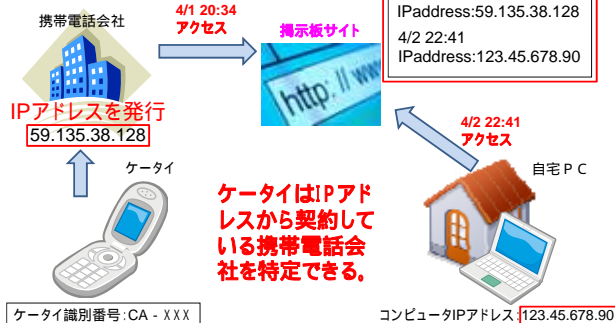 携帯電話会社
4/1 20:34
アクセス
掲示板サイト
IPaddress:59.135.38.128
4/2 22:41
IPaddress:123.45.678.90
http: // www
IPアドレスを発行
59.135.38.128
4/2 22:41
アクセス
ケータイ
自宅PC
ケータイはIPアド
レスから契約して
いる携帯電話会
社を特定できる。
ケータイ識別番号:CA - XXX
コンピュータIPアドレス:123.45.678.90